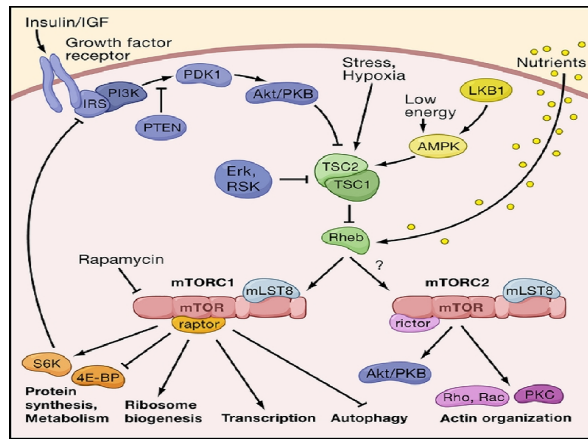 Insulin/IGF
Growth factor
receptor
IRS
PI3K
PDK1
Akt/PKB
PTEN
Stress,
Hypoxia
Nutrients
LKB1
Low
energy
AMPK
TSC2
TSC1
Erk,
RSK
Rheb
?
Rapamycin
mTORC1
mLST8
mTOR
raptor
mTORC2
mLST8
mTOR
rictor
S6K
4E-BP
Akt/PKB
Rho, Rac
PKC
Protein
synthesis,
Metabolism
Ribosome
biogenesis
Transcription
Autophagy
Actin organization